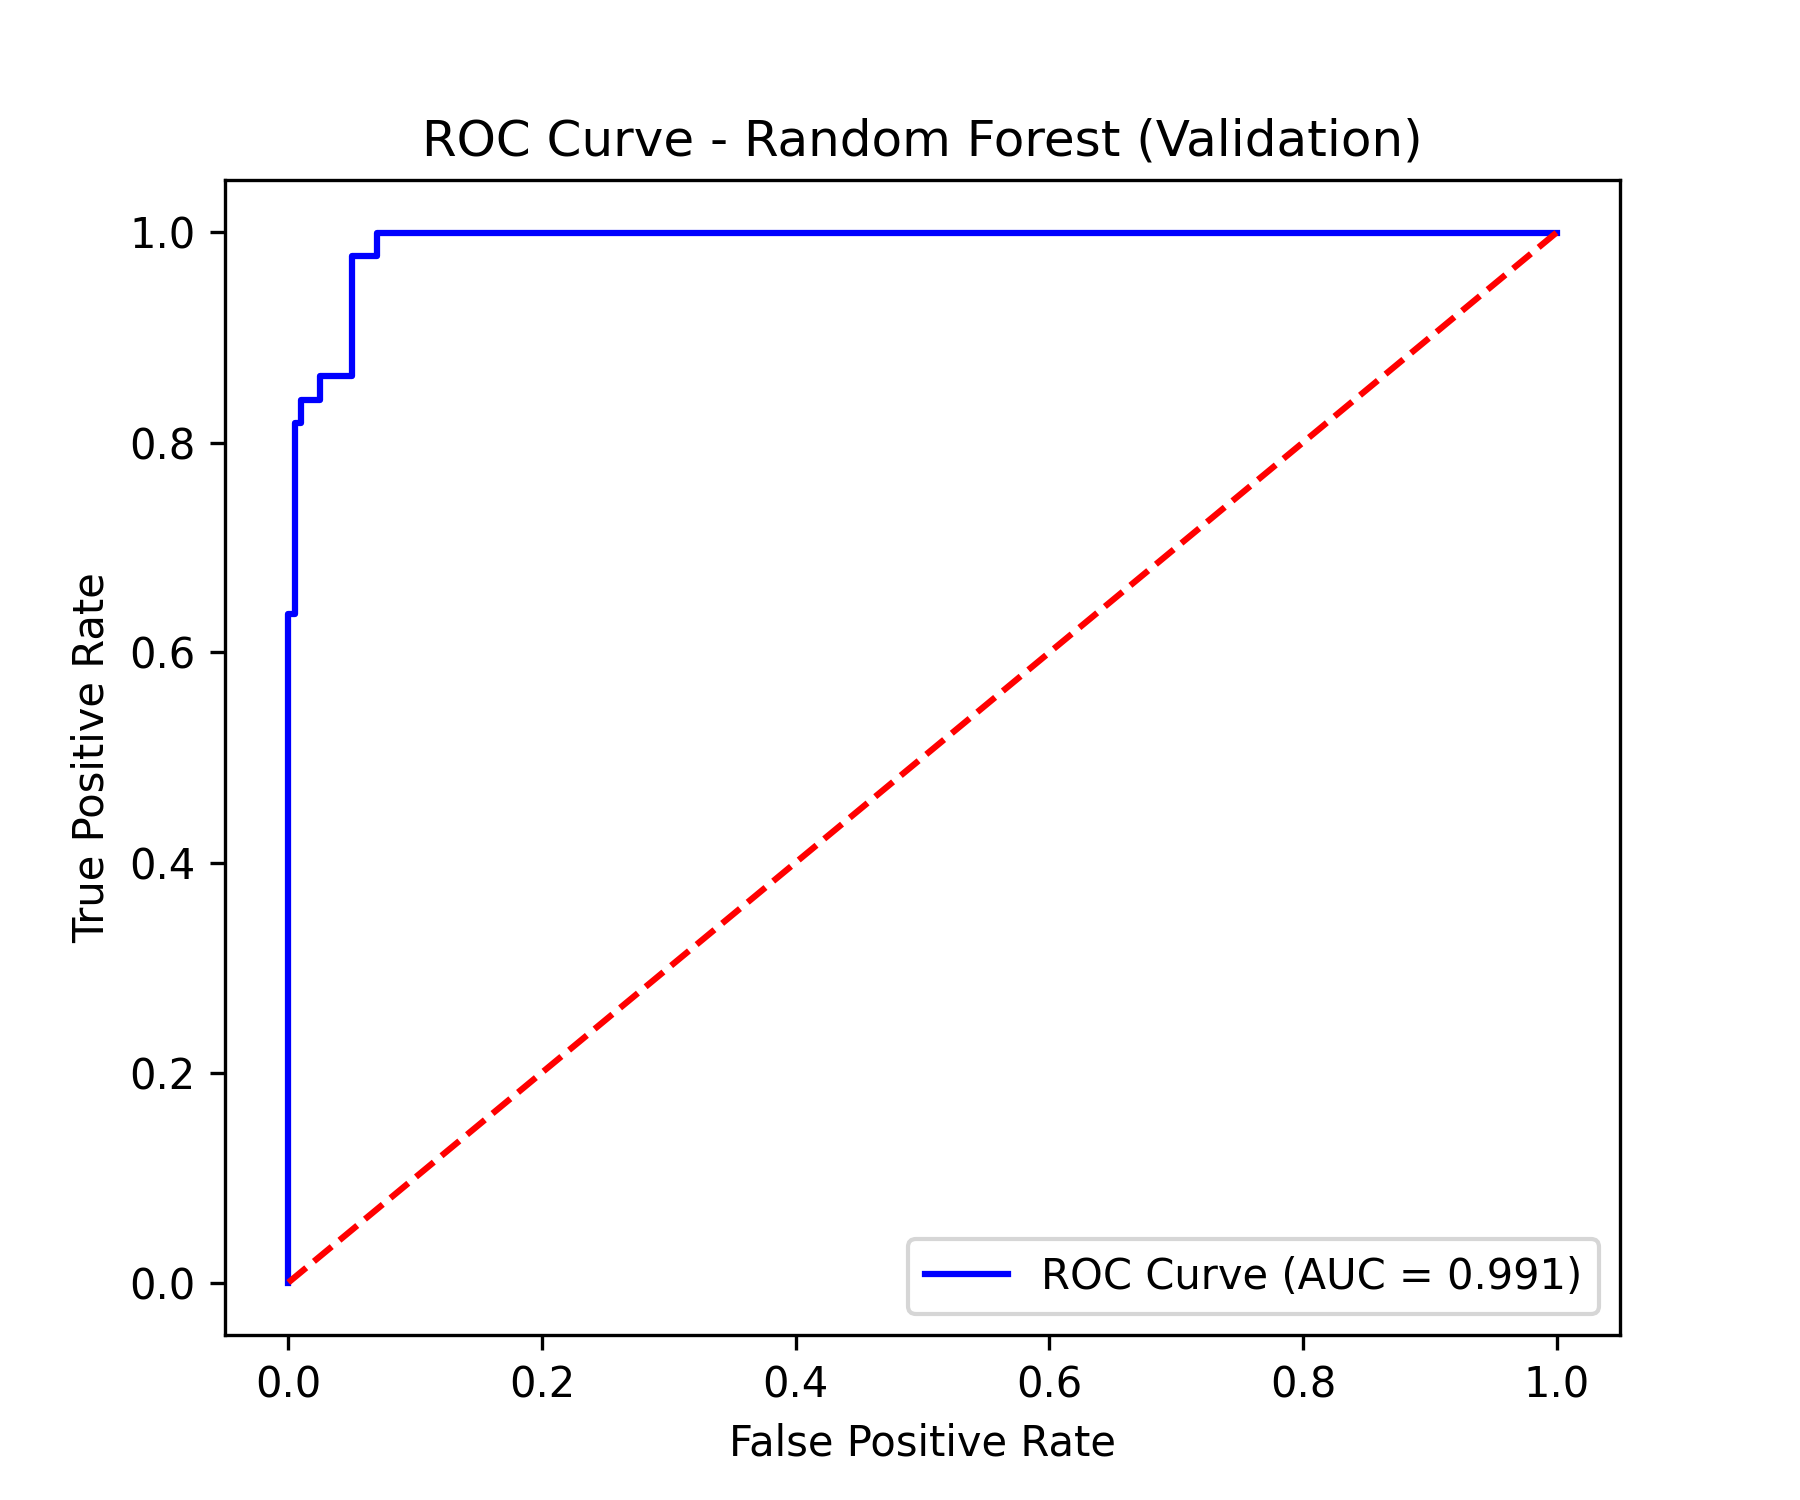 ROC Curve - Random Forest (Validation)
True Positive Rate
1.0
0.8
0.6
0.4
0.2
0.0
ROC Curve (AUC = 0.991)
0.0 0.2 0.4 0.6 0.8 1.0
False Positive Rate